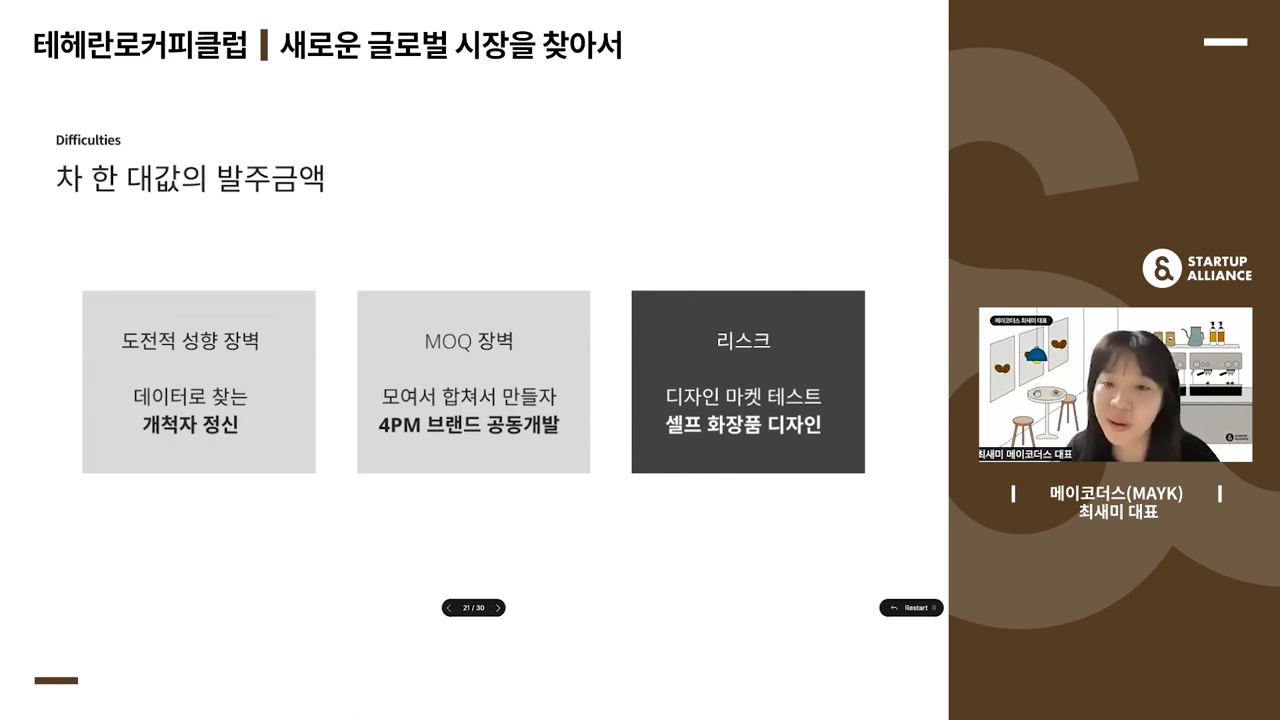 테헤란로커피클럽 | 새로운 글로벌 시장을 찾아서
Difficulties
차 한 대값의 발주금액
도전적 성향 장벽
데이터로 찾는
개척자 정신
MOQ 장벽
모여서 합쳐서 만들자
4PM 브랜드 공동개발
리스크
디자인 마켓 테스트
셀프 화장품 디자인
21 / 30
Restart R
STARTUP
ALLIANCE
메이코더스 최새미 대표
최새미 메이코더스 대표
메이코더스(MAYK)
최새미 대표